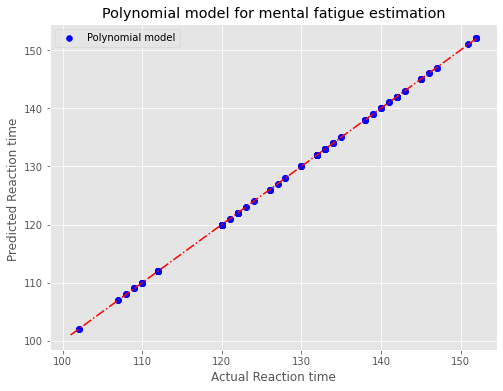 Polynomial model for mental fatigue estimation
Polynomial model
Predicted Reaction time
150
140
130
120
110
100
100 110 120 130 140 150
Actual Reaction time